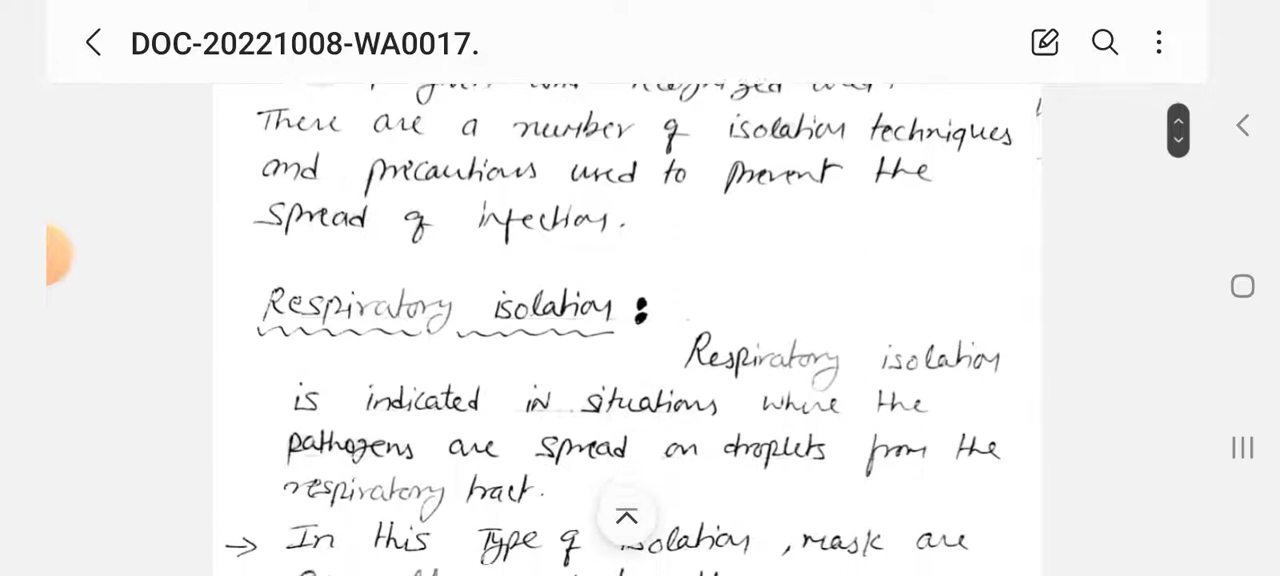 DOC-20221008-WA0017.
There are a number of isolation techniques
and precautions used to prevent the
spread of infection.
Respiratory isolation :
Respiratory isolation
is indicated in situations where the
pathogens are spread on droplets from the
respiratory tract.
→ In this Type of isolation, mask are